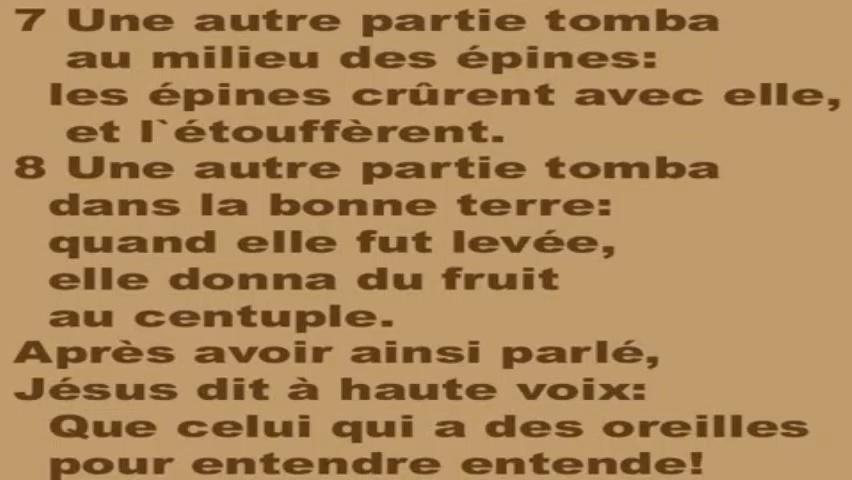 7 Une autre partie tomba
au milieu des épines:
les épines crûrent avec elle,
et l`étouffèrent.
8 Une autre partie tomba
dans la bonne terre:
quand elle fut levée,
elle donna du fruit
au centuple.
Après avoir ainsi parlé,
Jésus dit à haute voix:
Que celui qui a des oreilles
pour entendre entende!